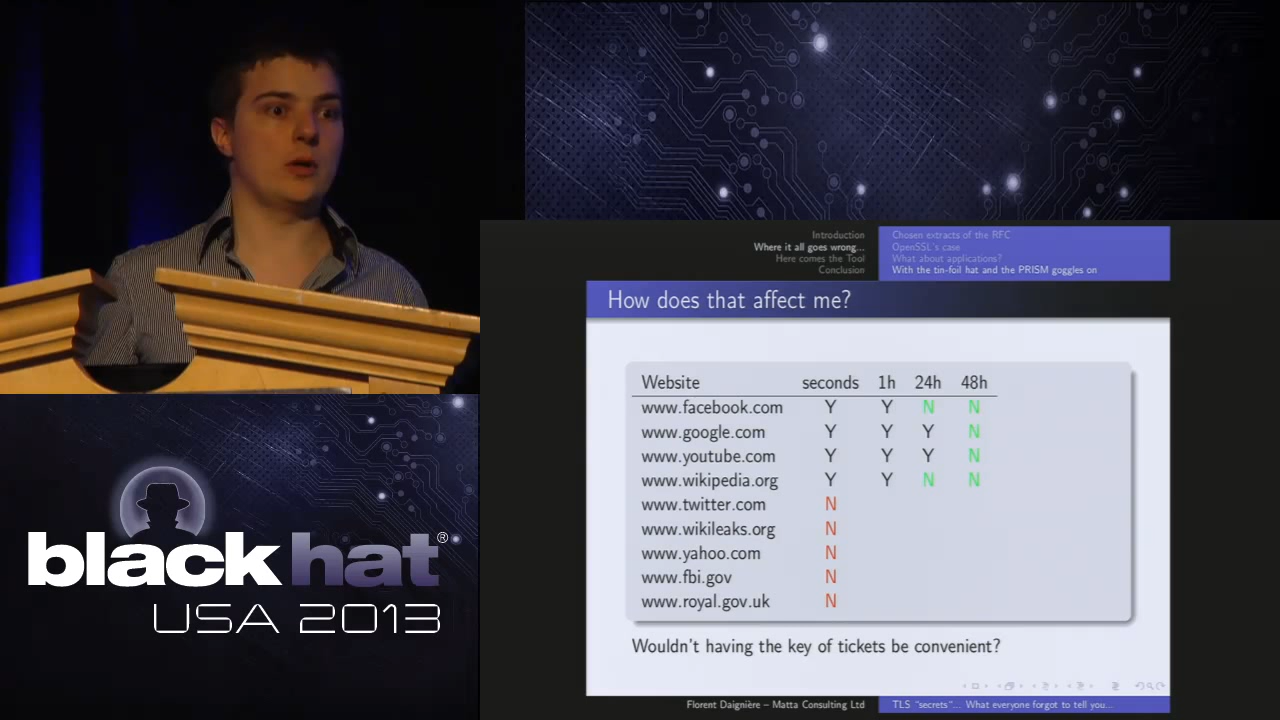 Introduction
Where it all goes wrong...
Here comes the Tool
Conclusion
Chosen extracts of the RFC
OpenSSL's case
What about applications?
With the tin-foil hat and the PRISM goggles on
How does that affect me?
Website seconds 1h 24h 48h
www.facebook.com Y Y N N
www.google.com Y Y Y N
www.youtube.com Y Y Y N
www.wikipedia.org Y Y N N
www.twitter.com N
www.wikileaks.org N
www.yahoo.com N
www.fbi.gov N
www.royal.gov.uk N
Wouldn't having the key of tickets be convenient?
Florent Daignière – Matta Consulting Ltd
TLS "secrets"... What everyone forgot to tell you...
blackhat®
USA 2013